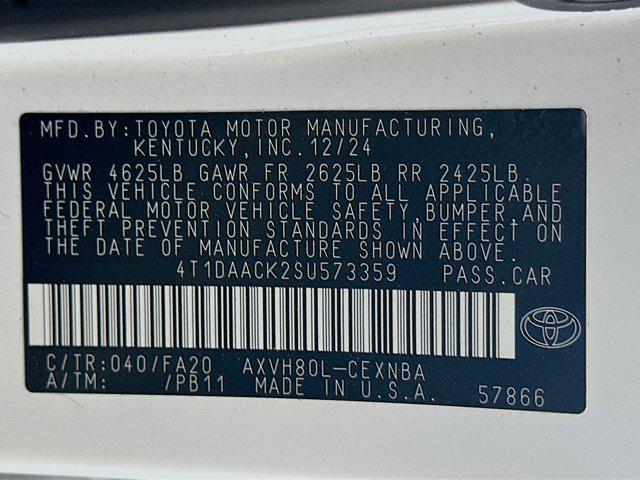 MFD.BY:TOYOTA MOTOR MANUFACTURING,
KENTUCKY,INC.12/24
GVWR 4625LB GAWR FR 2625LB RR 2425LB
THIS VEHICLE CONFORMS TO ALL APPLICABLE
FEDERAL MOTOR VEHICLE SAFETY,BUMPER,AND
THEFT PREVENTION STANDARDS IN EFFECT ON
THE DATE OF MANUFACTURE SHOWN ABOVE.
4T1DAACK2SU573359 PASS.CAR
C/TR:040/FA20 AXVH80L-CEXNBA
A/TM: /PB11 MADE IN U.S.A. 57866